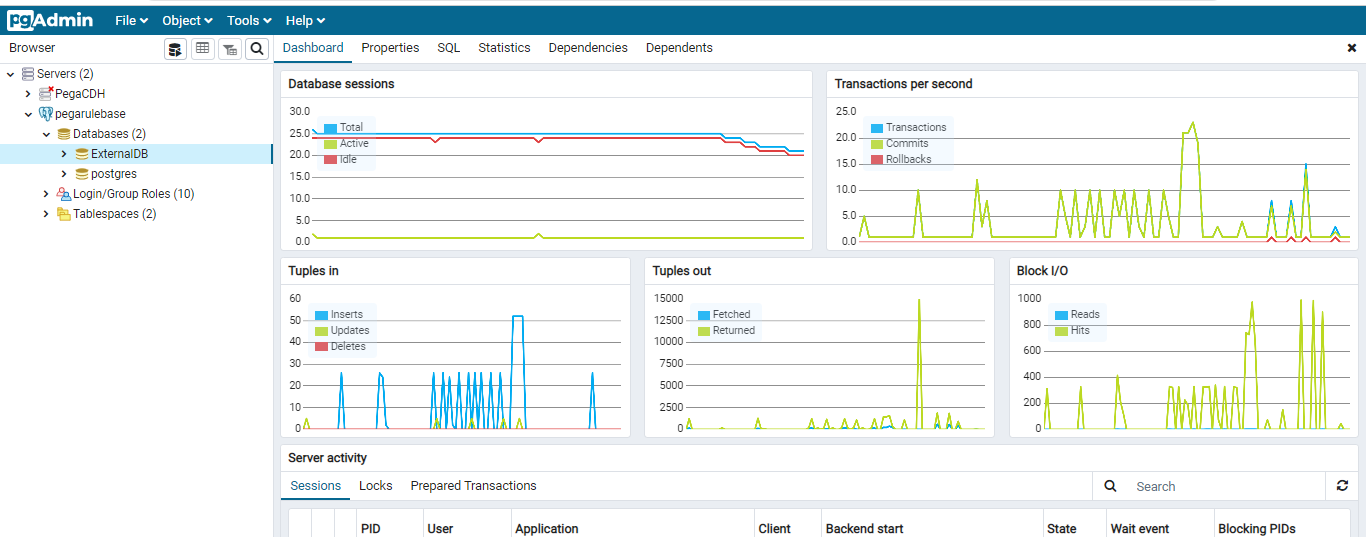 pgAdmin File Object Tools Help
Browser
Dashboard Properties SQL Statistics Dependencies Dependents
Servers (2)
PegaCDH
pegarulebase
Databases (2)
ExternalDB
postgres
Login/Group Roles (10)
Tablespaces (2)
Database sessions
30.0
25.0
20.0
15.0
10.0
5.0
0.0
Total
Active
Idle
Transactions per second
25.0
20.0
15.0
10.0
5.0
0.0
Transactions
Commits
Rollbacks
Tuples in
60
50
40
30
20
10
0
Inserts
Updates
Deletes
Tuples out
15000
12500
10000
7500
5000
2500
0
Fetched
Returned
Block I/O
1000
800
600
400
200
0
Reads
Hits
Server activity
Sessions Locks Prepared Transactions
Search
PID User Application Client Backend start State Wait event Blocking PIDs